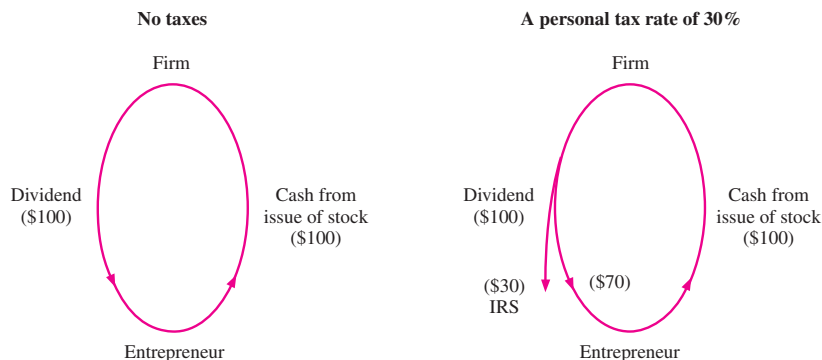 No taxes
Firm
Dividend
($100)
Cash from
issue of stock
($100)
Entrepreneur
A personal tax rate of 30%
Firm
Dividend
($100)
Cash from
issue of stock
($100)
($30)
IRS
($70)
Entrepreneur